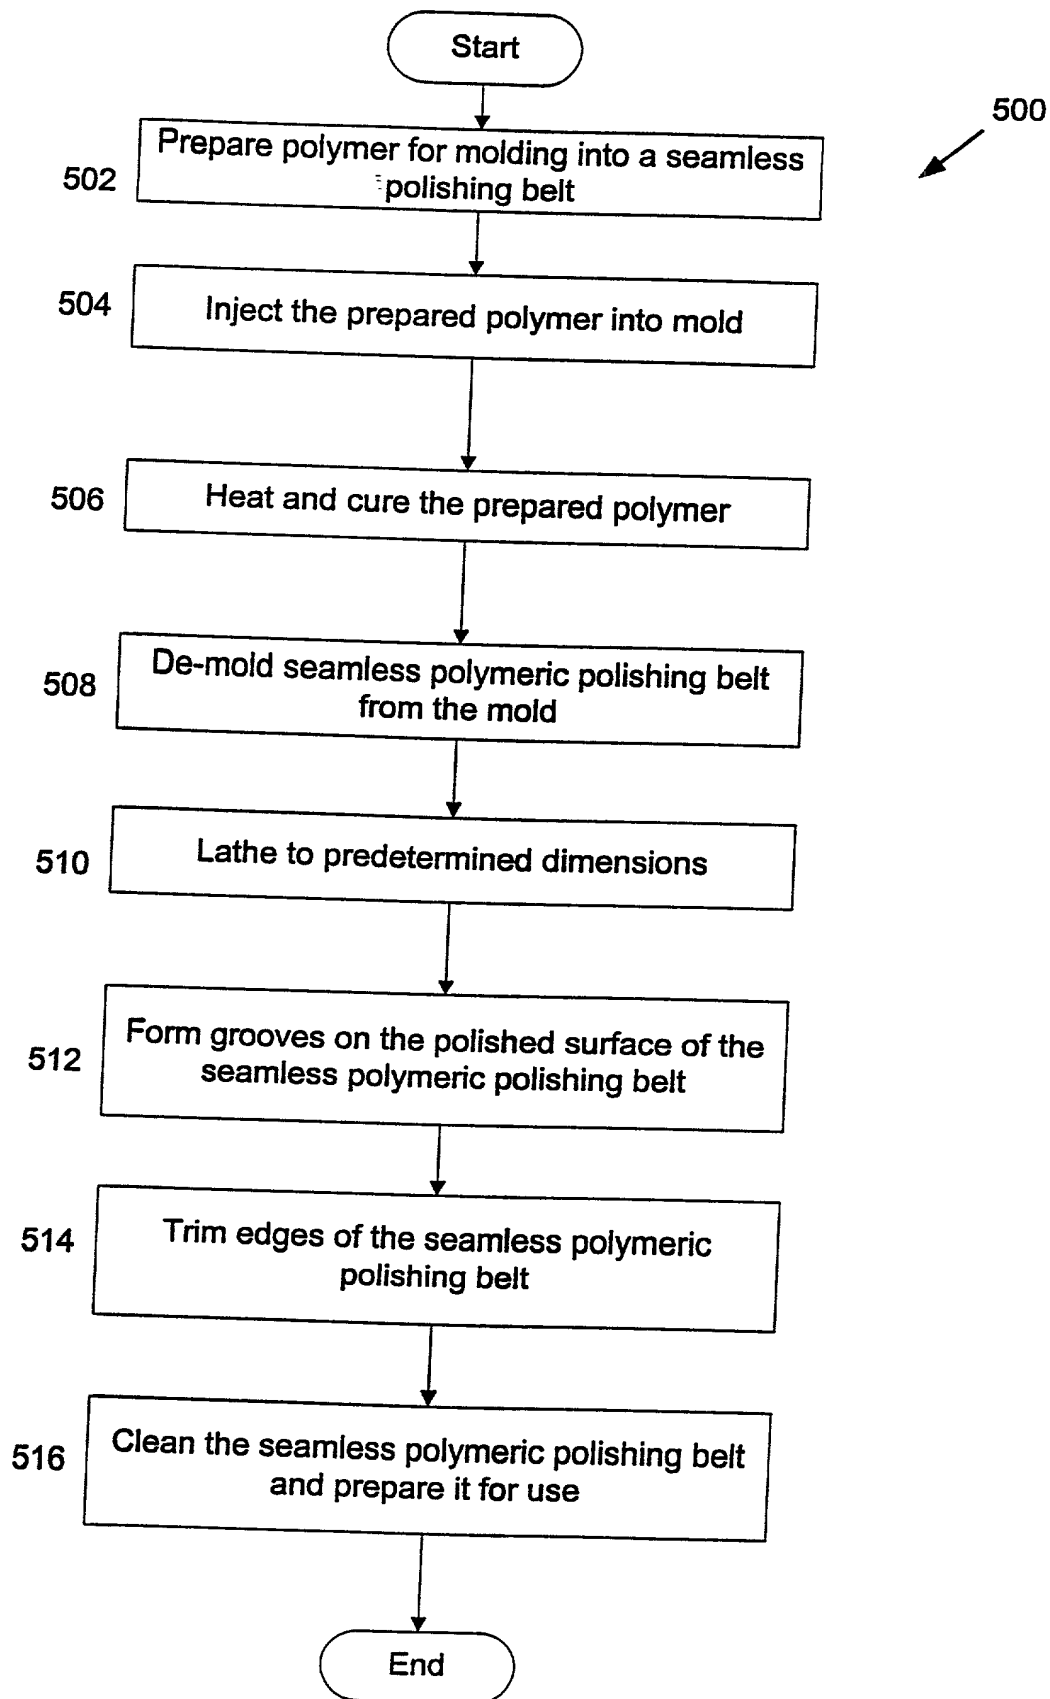 Start
500
502
Prepare polymer for molding into a seamless
polishing belt
504
Inject the prepared polymer into mold
506
Heat and cure the prepared polymer
508
De-mold seamless polymeric polishing belt
from the mold
510
Lathe to predetermined dimensions
512
Form grooves on the polished surface of the
seamless polymeric polishing belt
514
Trim edges of the seamless polymeric
polishing belt
516
Clean the seamless polymeric polishing belt
and prepare it for use
End